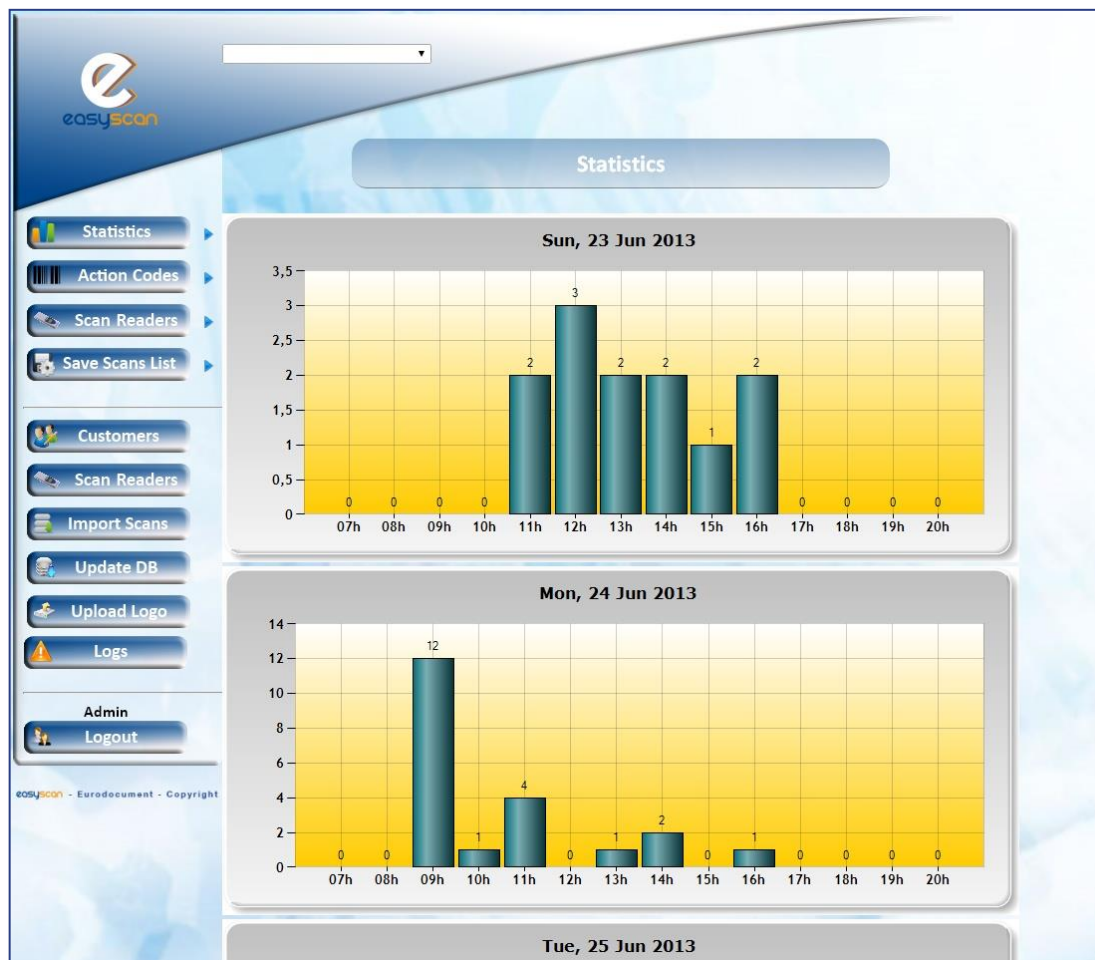 easyscan
Statistics
Statistics
Action Codes
Scan Readers
Save Scans List
Customers
Scan Readers
Import Scans
Update DB
Upload Logo
Logs
Admin
Logout
easyscan - Eurodocument - Copyright
Sun, 23 Jun 2013
3,5
3
2,5
2
1,5
1
0,5
0
0 0 0 0 2 3 2 2 1 2 0 0 0 0
07h 08h 09h 10h 11h 12h 13h 14h 15h 16h 17h 18h 19h 20h
Mon, 24 Jun 2013
14
12
10
8
6
4
2
0
0 0 12 1 4 0 1 2 0 1 0 0 0 0
07h 08h 09h 10h 11h 12h 13h 14h 15h 16h 17h 18h 19h 20h
Tue, 25 Jun 2013